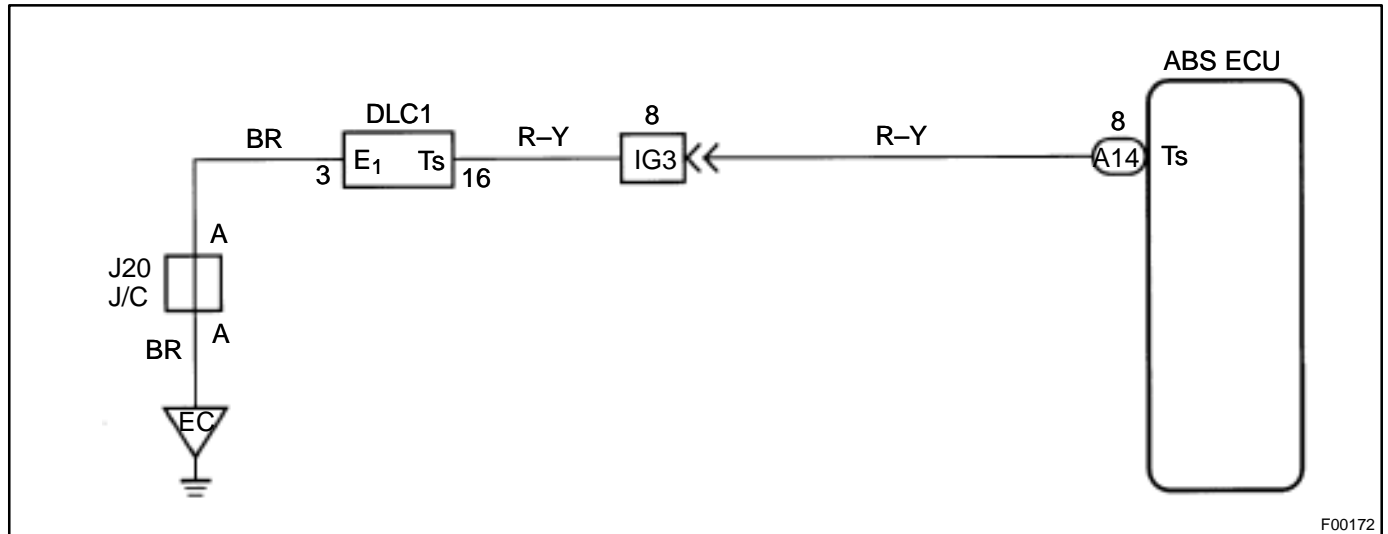 ABS ECU
DLC1
BR
E1 Ts
3
16
R–Y
8
IG3
R–Y
8
A14
Ts
A
J20
J/C
A
BR
EC
F00172